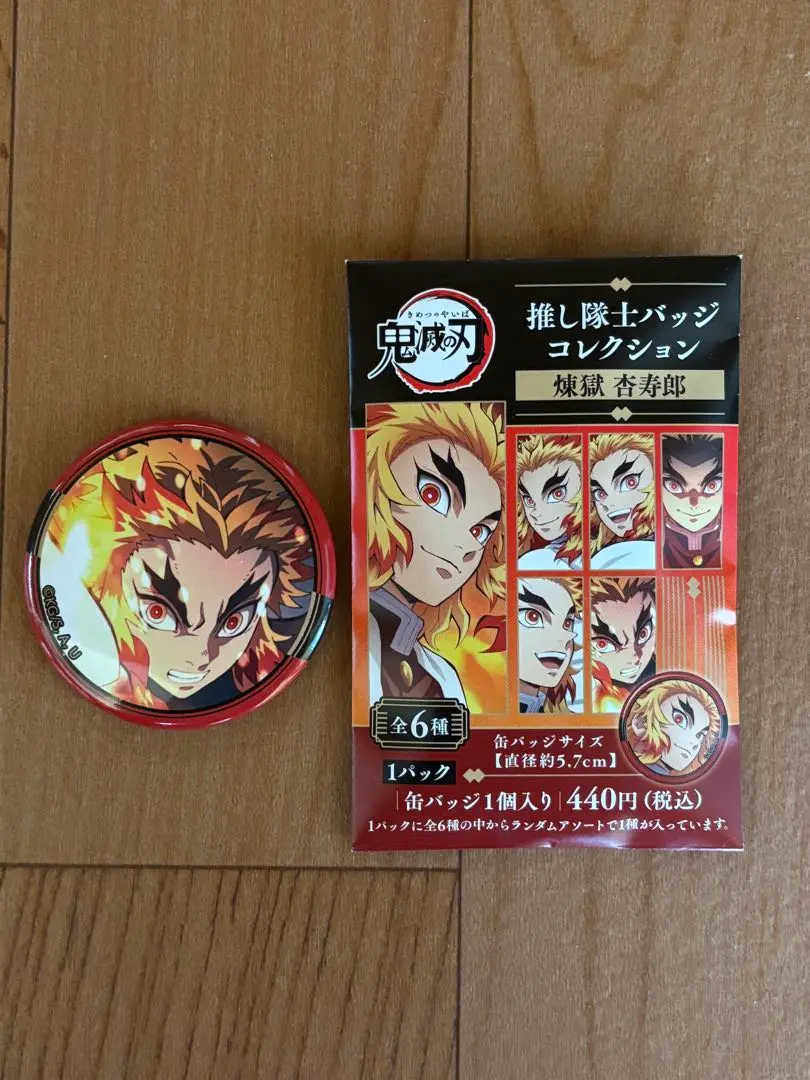 きめつのやいば
鬼滅の刃
推し隊士バッジ
コレクション
煉獄 杏寿郎
©KG/S, A, U
全6種
缶バッジサイズ
【直径約5.7cm】
1パック
缶バッジ1個入り 440円(税込)
1パックに全6種の中からランダムアソートで1種が入っています。